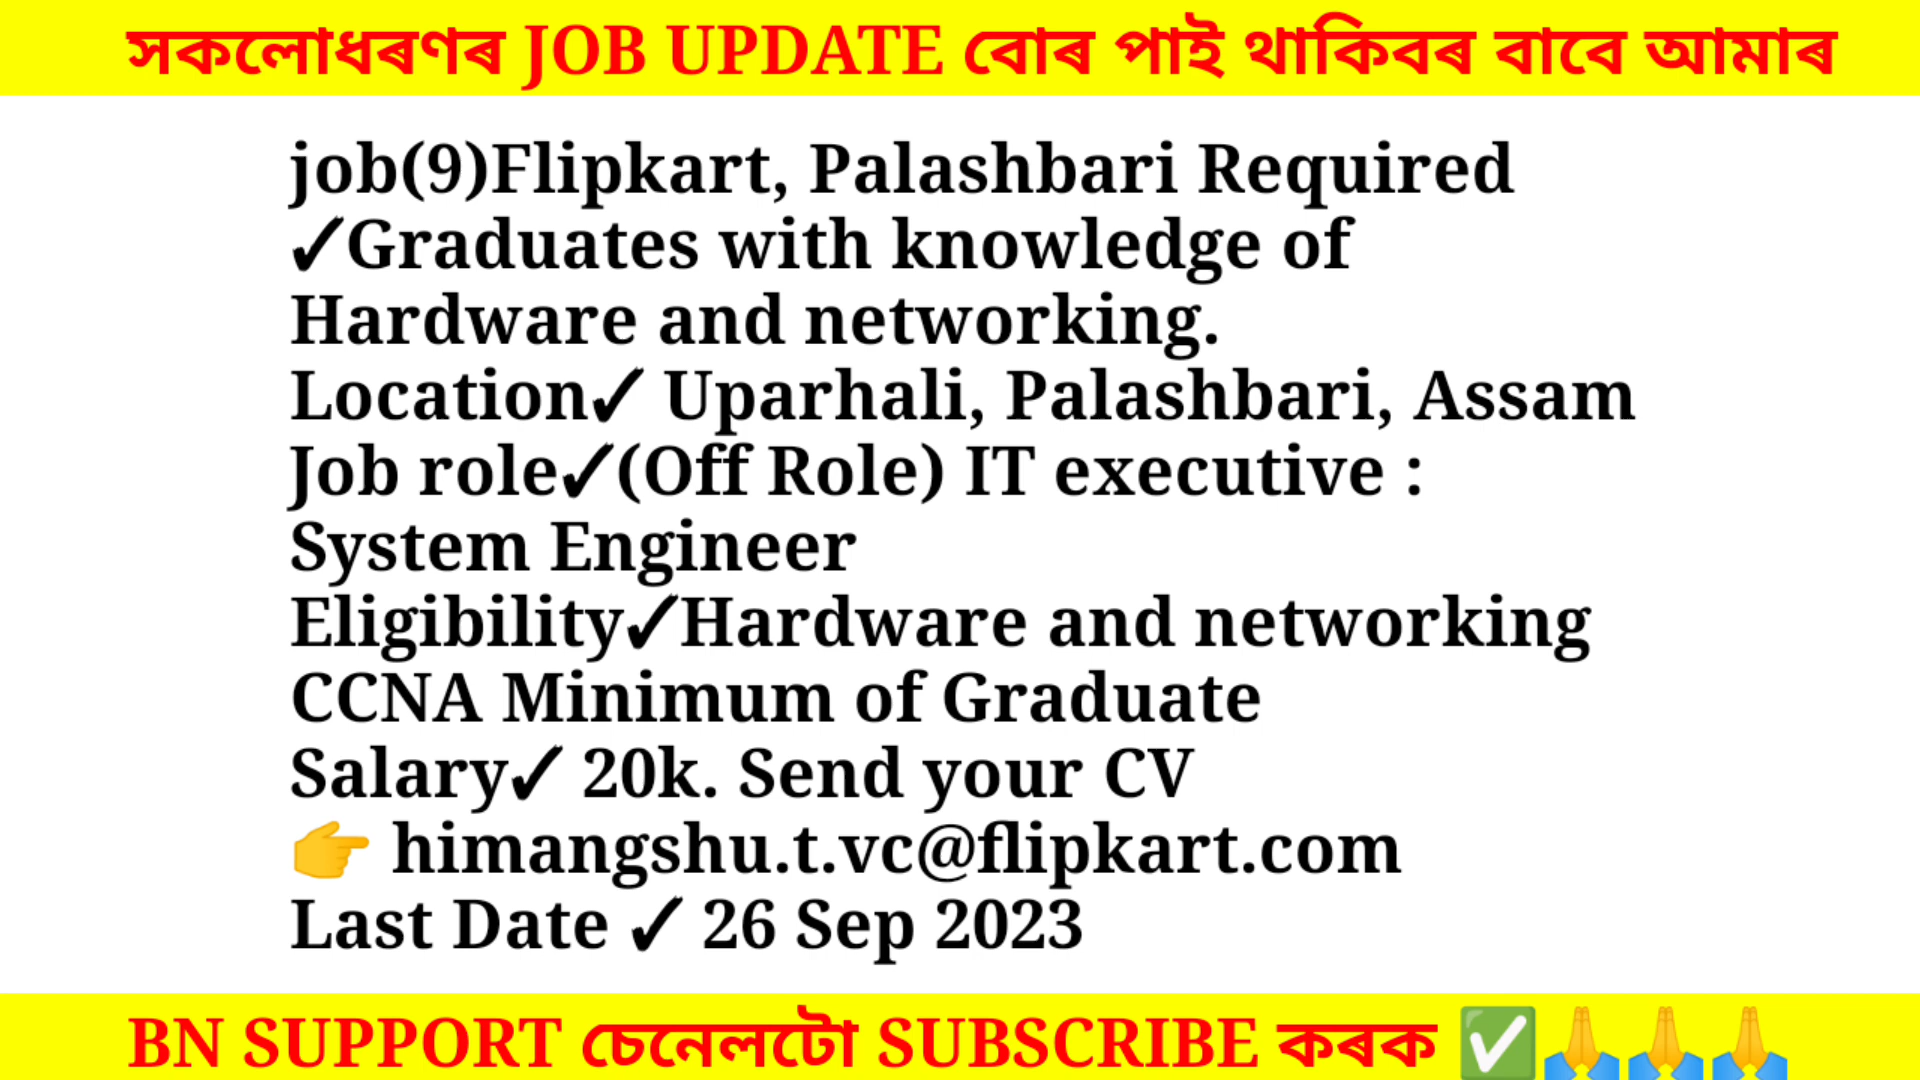 সকলোধৰণৰ JOB UPDATE বোৰ পাই থাকিবৰ বাবে আমাৰ
job(9)Flipkart, Palashbari Required
✓Graduates with knowledge of
Hardware and networking.
Location✓ Uparhali, Palashbari, Assam
Job role✓(Off Role) IT executive :
System Engineer
Eligibility✓Hardware and networking
CCNA Minimum of Graduate
Salary✓ 20k. Send your CV
👉 himangshu.t.vc@flipkart.com
Last Date ✓ 26 Sep 2023
BN SUPPORT চেনেলটো SUBSCRIBE কৰক ✅🙏🙏🙏